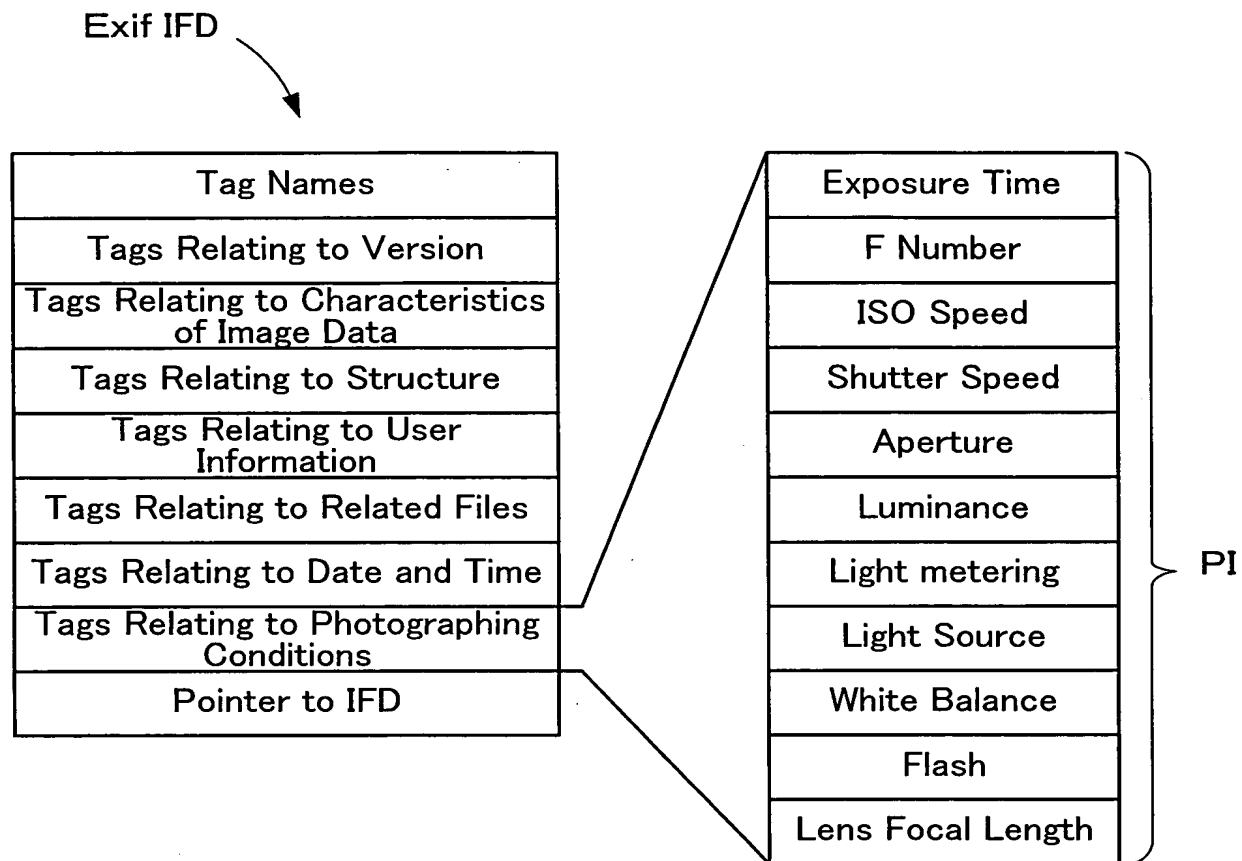 Exif IFD
Tag Names
Tags Relating to Version
Tags Relating to Characteristics
of Image Data
Tags Relating to Structure
Tags Relating to User
Information
Tags Relating to Related Files
Tags Relating to Date and Time
Tags Relating to Photographing
Conditions
Pointer to IFD
Exposure Time
F Number
ISO Speed
Shutter Speed
Aperture
Luminance
Light metering
Light Source
White Balance
Flash
Lens Focal Length
PI